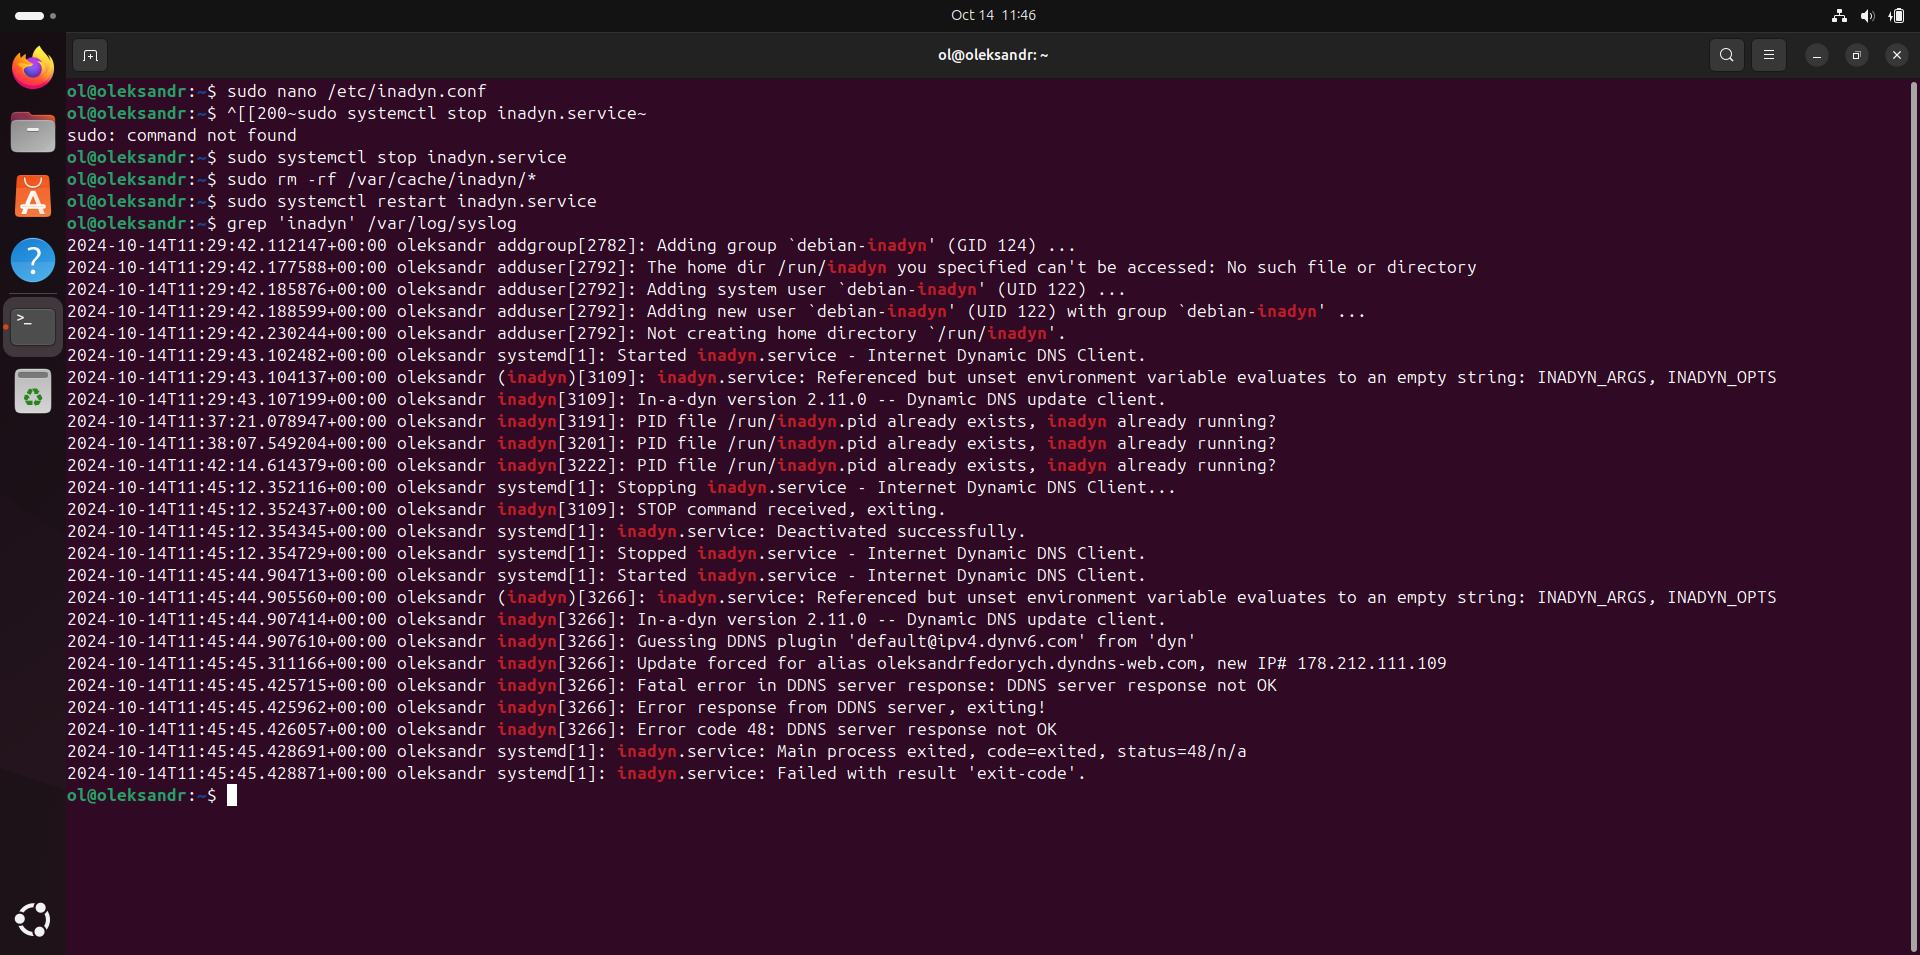 Oct 14 11:46
ol@oleksandr: ~
ol@oleksandr:~$ sudo nano /etc/inadyn.conf
ol@oleksandr:~$ ^[[200~sudo systemctl stop inadyn.service~
sudo: command not found
ol@oleksandr:~$ sudo systemctl stop inadyn.service
ol@oleksandr:~$ sudo rm -rf /var/cache/inadyn/*
ol@oleksandr:~$ sudo systemctl restart inadyn.service
ol@oleksandr:~$ grep 'inadyn' /var/log/syslog
2024-10-14T11:29:42.112147+00:00 oleksandr addgroup[2782]: Adding group `debian-inadyn' (GID 124) ...
2024-10-14T11:29:42.177588+00:00 oleksandr adduser[2792]: The home dir /run/inadyn you specified can't be accessed: No such file or directory
2024-10-14T11:29:42.185876+00:00 oleksandr adduser[2792]: Adding system user `debian-inadyn' (UID 122) ...
2024-10-14T11:29:42.188599+00:00 oleksandr adduser[2792]: Adding new user `debian-inadyn' (UID 122) with group `debian-inadyn' ...
2024-10-14T11:29:42.230244+00:00 oleksandr adduser[2792]: Not creating home directory `/run/inadyn'.
2024-10-14T11:29:43.102482+00:00 oleksandr systemd[1]: Started inadyn.service - Internet Dynamic DNS Client.
2024-10-14T11:29:43.104137+00:00 oleksandr (inadyn)[3109]: inadyn.service: Referenced but unset environment variable evaluates to an empty string: INADYN_ARGS, INADYN_OPTS
2024-10-14T11:29:43.107199+00:00 oleksandr inadyn[3109]: In-a-dyn version 2.11.0 -- Dynamic DNS update client.
2024-10-14T11:37:21.078947+00:00 oleksandr inadyn[3191]: PID file /run/inadyn.pid already exists, inadyn already running?
2024-10-14T11:38:07.549204+00:00 oleksandr inadyn[3201]: PID file /run/inadyn.pid already exists, inadyn already running?
2024-10-14T11:42:14.614379+00:00 oleksandr inadyn[3222]: PID file /run/inadyn.pid already exists, inadyn already running?
2024-10-14T11:45:12.352116+00:00 oleksandr systemd[1]: Stopping inadyn.service - Internet Dynamic DNS Client...
2024-10-14T11:45:12.352437+00:00 oleksandr inadyn[3109]: STOP command received, exiting.
2024-10-14T11:45:12.354345+00:00 oleksandr systemd[1]: inadyn.service: Deactivated successfully.
2024-10-14T11:45:12.354729+00:00 oleksandr systemd[1]: Stopped inadyn.service - Internet Dynamic DNS Client.
2024-10-14T11:45:44.904713+00:00 oleksandr systemd[1]: Started inadyn.service - Internet Dynamic DNS Client.
2024-10-14T11:45:44.905560+00:00 oleksandr (inadyn)[3266]: inadyn.service: Referenced but unset environment variable evaluates to an empty string: INADYN_ARGS, INADYN_OPTS
2024-10-14T11:45:44.907414+00:00 oleksandr inadyn[3266]: In-a-dyn version 2.11.0 -- Dynamic DNS update client.
2024-10-14T11:45:44.907610+00:00 oleksandr inadyn[3266]: Guessing DDNS plugin 'default@ipv4.dynv6.com' from 'dyn'
2024-10-14T11:45:45.311166+00:00 oleksandr inadyn[3266]: Update forced for alias oleksandrfedorych.dyndns-web.com, new IP# 178.212.111.109
2024-10-14T11:45:45.425715+00:00 oleksandr inadyn[3266]: Fatal error in DDNS server response: DDNS server response not OK
2024-10-14T11:45:45.425962+00:00 oleksandr inadyn[3266]: Error response from DDNS server, exiting!
2024-10-14T11:45:45.426057+00:00 oleksandr inadyn[3266]: Error code 48: DDNS server response not OK
2024-10-14T11:45:45.428691+00:00 oleksandr systemd[1]: inadyn.service: Main process exited, code=exited, status=48/n/a
2024-10-14T11:45:45.428871+00:00 oleksandr systemd[1]: inadyn.service: Failed with result 'exit-code'.
ol@oleksandr:~$